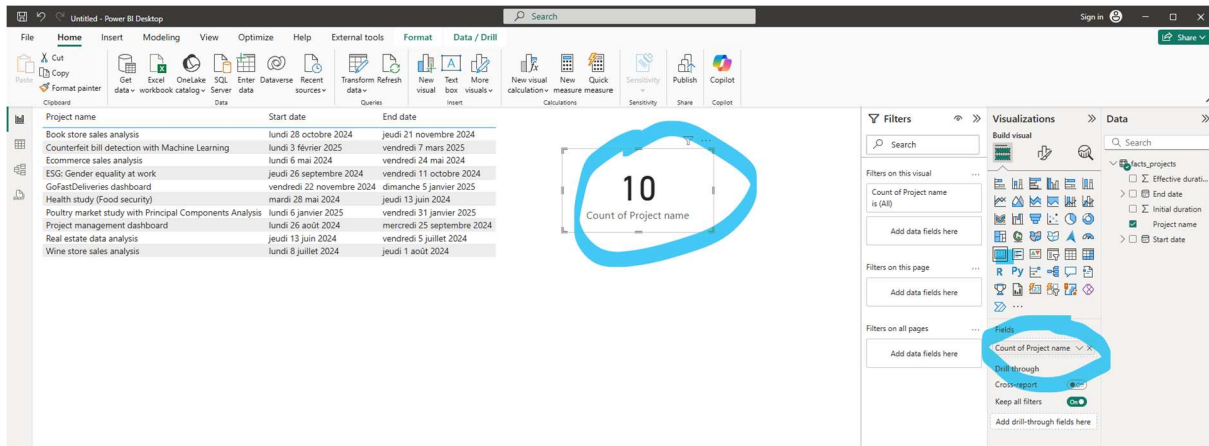 Untitled - Power BI Desktop
Search
Sign in
File Home Insert Modeling View Optimize Help External tools Format Data / Drill
Share
Paste
Cut
Copy
Format painter
Clipboard
Get data
Excel workbook
OneLake catalog
SQL Server
Enter data
Dataverse
Recent sources
Data
Transform data
Refresh
Queries
New visual
Text box
More visuals
Insert
New visual calculation
New measure
Quick measure
Calculations
Sensitivity
Sensitivity
Publish
Share
Copilot
Copilot
Project name Start date End date
Book store sales analysis lundi 28 octobre 2024 jeudi 21 novembre 2024
Counterfeit bill detection with Machine Learning lundi 3 février 2025 vendredi 7 mars 2025
Ecommerce sales analysis lundi 6 mai 2024 vendredi 24 mai 2024
ESG: Gender equality at work jeudi 26 septembre 2024 vendredi 11 octobre 2024
GoFastDeliveries dashboard vendredi 22 novembre 2024 dimanche 5 janvier 2025
Health study (Food security) mardi 28 mai 2024 jeudi 13 juin 2024
Poultry market study with Principal Components Analysis lundi 6 janvier 2025 vendredi 31 janvier 2025
Project management dashboard lundi 26 août 2024 mercredi 25 septembre 2024
Real estate data analysis jeudi 13 juin 2024 vendredi 5 juillet 2024
Wine store sales analysis lundi 8 juillet 2024 jeudi 1 août 2024
10
Count of Project name
Filters
Search
Filters on this visual
Count of Project name
is (All)
Add data fields here
Filters on this page
Add data fields here
Filters on all pages
Add data fields here
Visualizations
Build visual
R Py
Fields
Count of Project name
Drill through
Cross-report
Keep all filters On
Add drill-through fields here
Data
Search
facts_projects
Effective durati...
End date
Initial duration
Project name
Start date